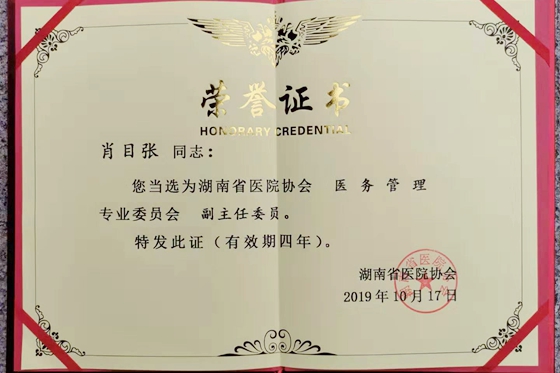 荣誉证书
HONORARY CREDENTIAL
肖目张 同志：
您当选为湖南省医院协会 医务管理
专业委员会 副主任委员。
特发此证（有效期四年）。
湖南省医院协会
2019年10月17日